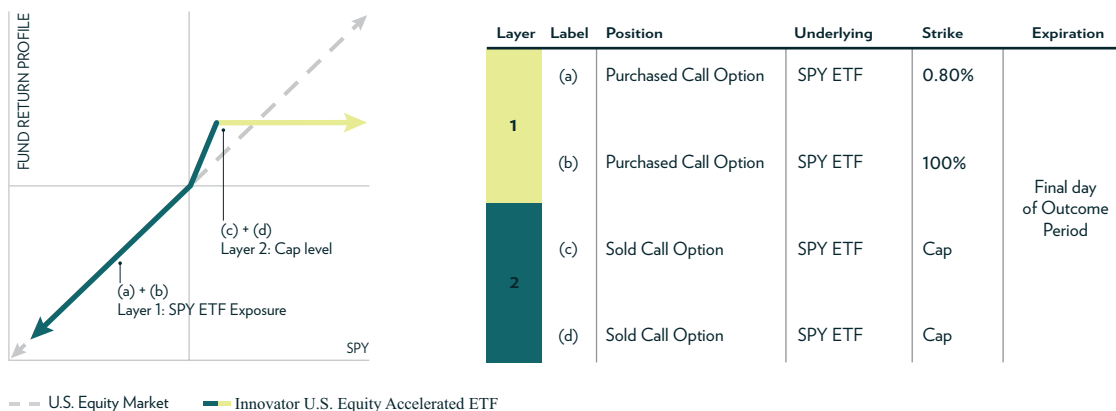 FUND RETURN PROFILE
(c) + (d)
Layer 2: Cap level
(a) + (b)
Layer 1: SPY ETF Exposure
SPY
U.S. Equity Market
Innovator U.S. Equity Accelerated ETF
Layer Label Position Underlying Strike Expiration
1
(a) Purchased Call Option SPY ETF 0.80%
(b) Purchased Call Option SPY ETF 100%
Final day
of Outcome
Period
2
(c) Sold Call Option SPY ETF Cap
(d) Sold Call Option SPY ETF Cap